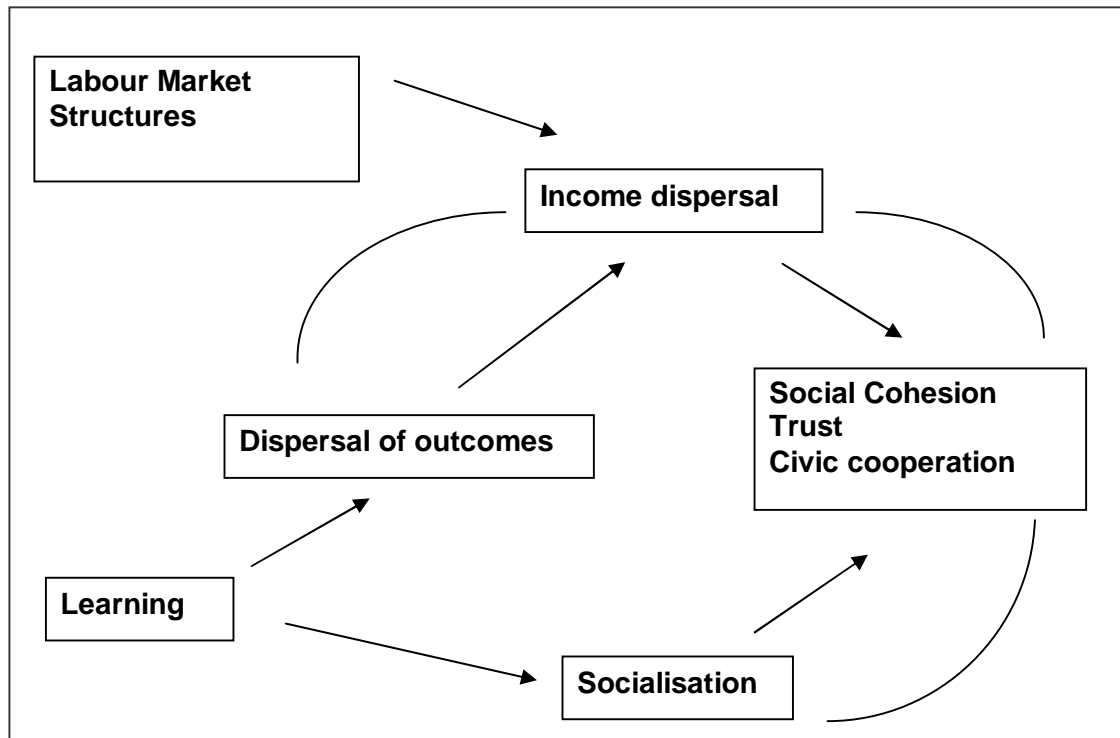 Labour Market
Structures
Income dispersal
Dispersal of outcomes
Social Cohesion
Trust
Civic cooperation
Learning
Socialisation